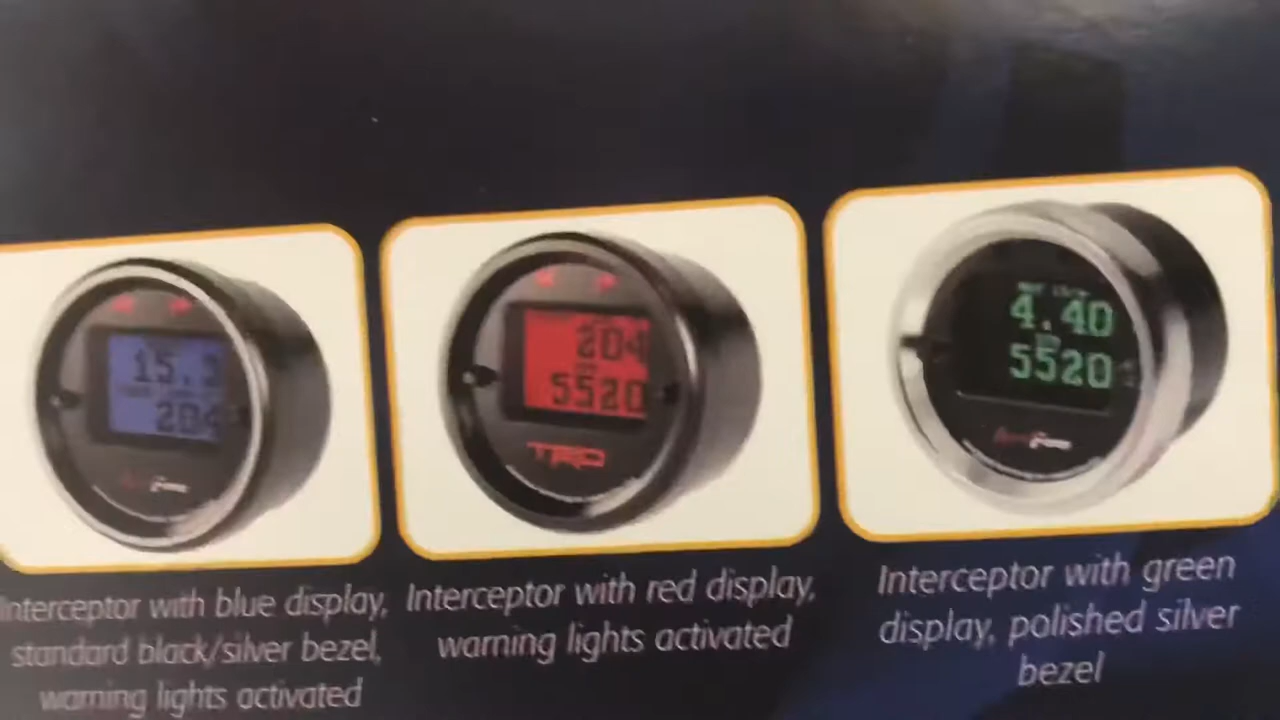 15.3
204
204
5520
TRD
4.40
5520
Interceptor with blue display,
standard black/silver bezel,
warning lights activated
Interceptor with red display,
warning lights activated
Interceptor with green
display, polished silver
bezel